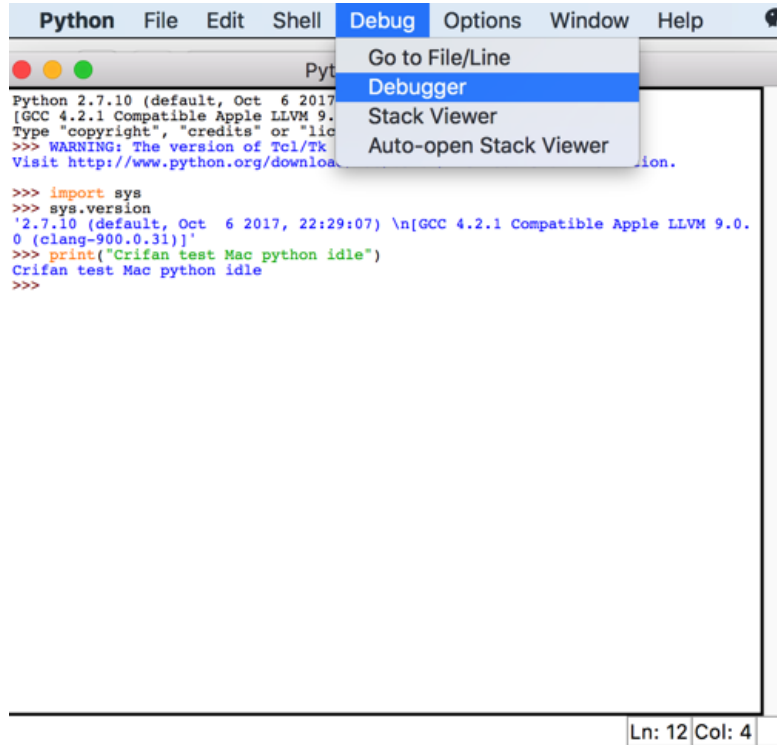 Python File Edit Shell Debug Options Window Help
Go to File/Line
Debugger
Stack Viewer
Auto-open Stack Viewer
Pyt
Python 2.7.10 (default, Oct  6 2017
[GCC 4.2.1 Compatible Apple LLVM 9.
Type "copyright", "credits" or "lic
>>> WARNING: The version of Tcl/Tk
Visit http://www.python.org/downloa ion.
>>> import sys
>>> sys.version
'2.7.10 (default, Oct  6 2017, 22:29:07) \n[GCC 4.2.1 Compatible Apple LLVM 9.0.
0 (clang-900.0.31)]'
>>> print("Crifan test Mac python idle")
Crifan test Mac python idle
>>>
Ln: 12 Col: 4